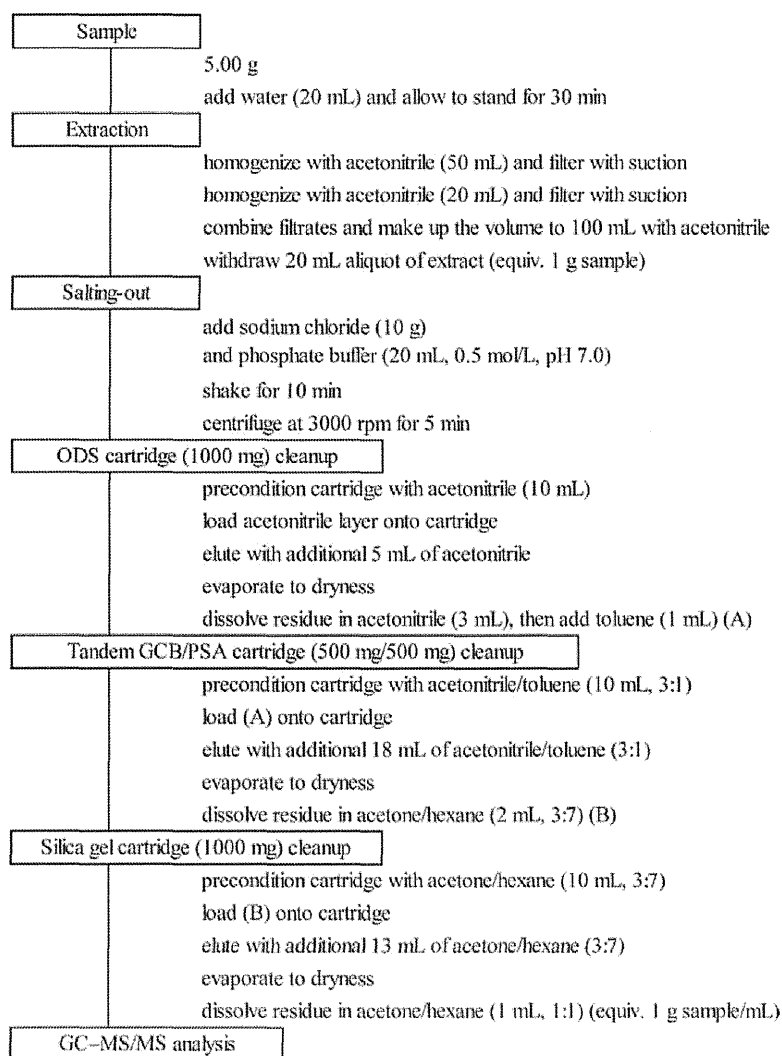 Sample
5.00 g
add water (20 mL) and allow to stand for 30 min
Extraction
homogenize with acetonitrile (50 mL) and filter with suction
homogenize with acetonitrile (20 mL) and filter with suction
combine filtrates and make up the volume to 100 mL with acetonitrile
withdraw 20 mL aliquot of extract (equiv. 1 g sample)
Salting-out
add sodium chloride (10 g)
and phosphate buffer (20 mL, 0.5 mol/L, pH 7.0)
shake for 10 min
centrifuge at 3000 rpm for 5 min
ODS cartridge (1000 mg) cleanup
precondition cartridge with acetonitrile (10 mL)
load acetonitrile layer onto cartridge
elute with additional 5 mL of acetonitrile
evaporate to dryness
dissolve residue in acetonitrile (3 mL), then add toluene (1 mL) (A)
Tandem GCB/PSA cartridge (500 mg/500 mg) cleanup
precondition cartridge with acetonitrile/toluene (10 mL, 3:1)
load (A) onto cartridge
elute with additional 18 mL of acetonitrile/toluene (3:1)
evaporate to dryness
dissolve residue in acetone/hexane (2 mL, 3:7) (B)
Silica gel cartridge (1000 mg) cleanup
precondition cartridge with acetone/hexane (10 mL, 3:7)
load (B) onto cartridge
elute with additional 13 mL of acetone/hexane (3:7)
evaporate to dryness
dissolve residue in acetone/hexane (1 mL, 1:1) (equiv. 1 g sample/mL)
GC–MS/MS analysis